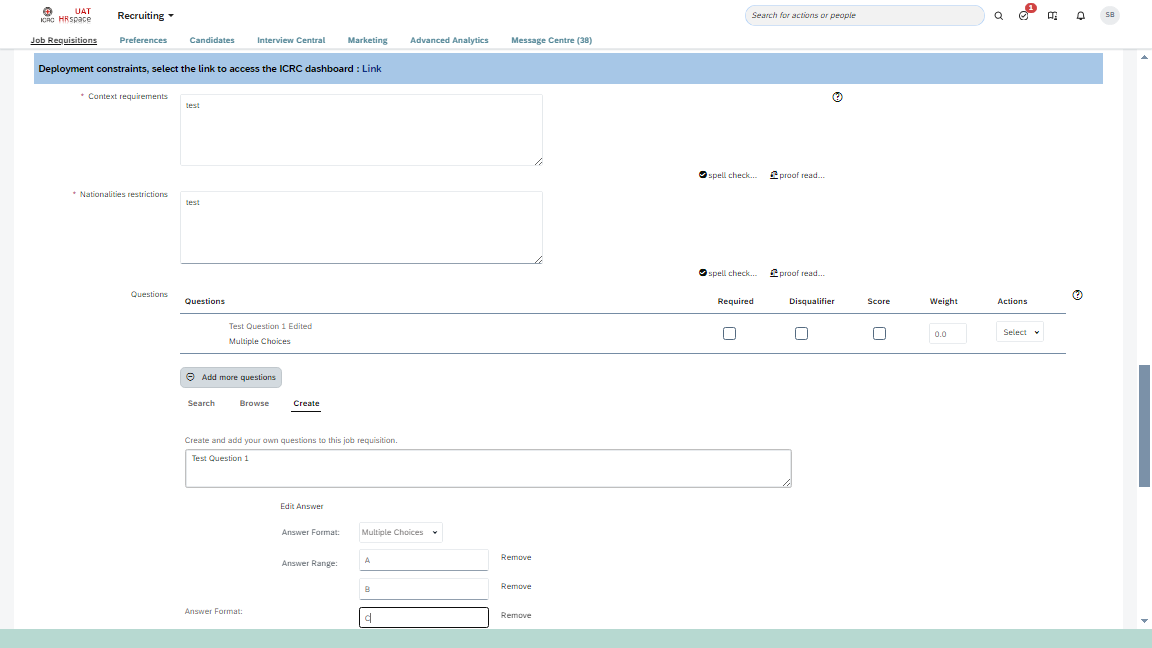 ICRC UAT HRspace
Recruiting
Search for actions or people
1
SB
Job Requisitions Preferences Candidates Interview Central Marketing Advanced Analytics Message Centre (38)
Deployment constraints, select the link to access the ICRC dashboard : Link
* Context requirements
test
spell check... proof read...
* Nationalities restrictions
test
spell check... proof read...
Questions
Questions Required Disqualifier Score Weight Actions
Test Question 1 Edited
Multiple Choices
0.0
Select
Add more questions
Search Browse Create
Create and add your own questions to this job requisition.
Test Question 1
Edit Answer
Answer Format: Multiple Choices
Answer Range: A Remove
B Remove
Answer Format:
C Remove